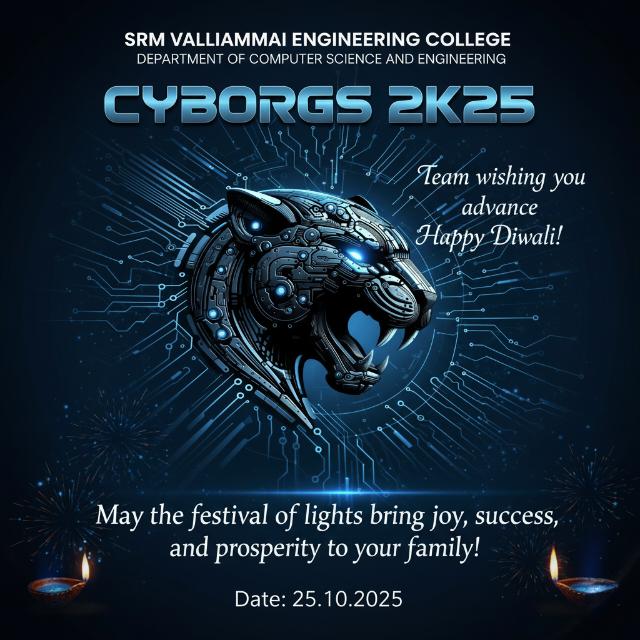 SRM VALLIAMMAI ENGINEERING COLLEGE
DEPARTMENT OF COMPUTER SCIENCE AND ENGINEERING
CYBORGS 2K25
Team wishing you
advance
Happy Diwali!
May the festival of lights bring joy, success,
and prosperity to your family!
Date: 25.10.2025